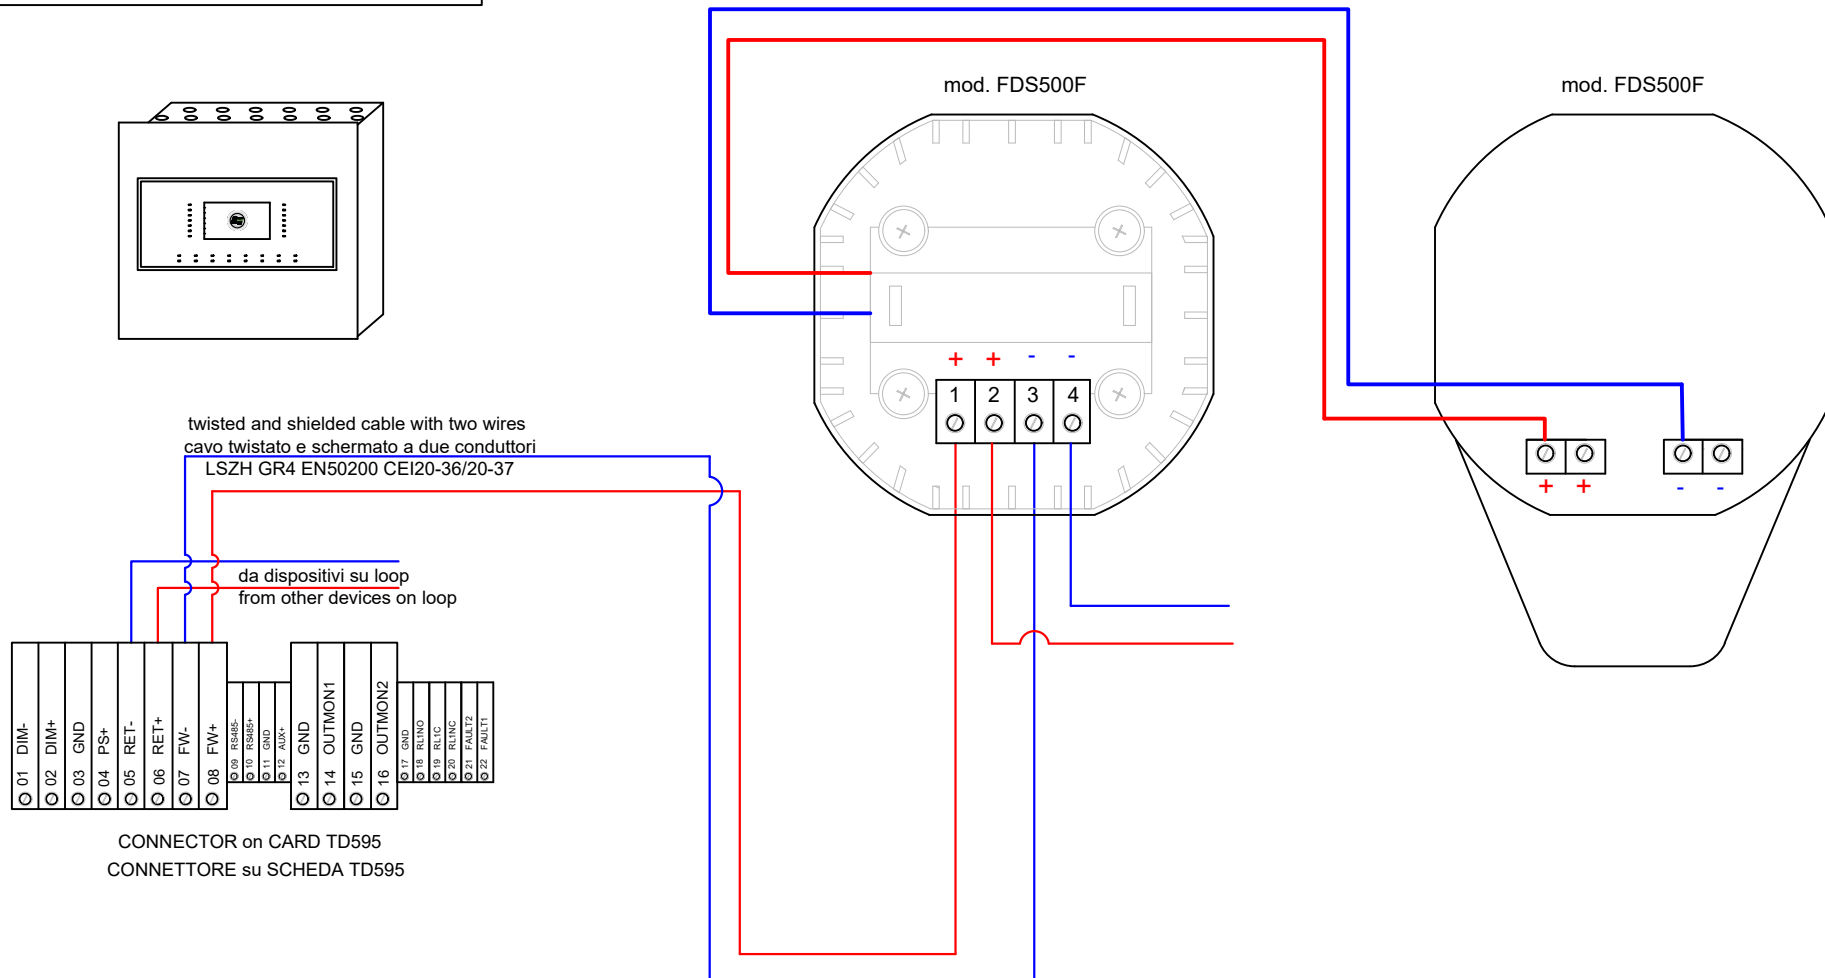 mod. FDS500F
mod. FDS500F
+ + - -
1 2 3 4
twisted and shielded cable with two wires
cavo twistato e schermato a due conduttori
LSZH GR4 EN50200 CEI20-36/20-37
+ + - -
da dispositivi su loop
from other devices on loop
01 DIM-
02 DIM+
03 GND
04 PS+
05 RET-
06 RET+
07 FW-
08 FW+
09 RS485-
10 RS485+
11 GND
12 AUX+
13 GND
14 OUTMON1
15 GND
16 OUTMON2
17 GND
18 RL1NO
19 RL1C
20 RL1NC
21 FAULT2
22 FAULT1
CONNECTOR on CARD TD595
CONNETTORE su SCHEDA TD595